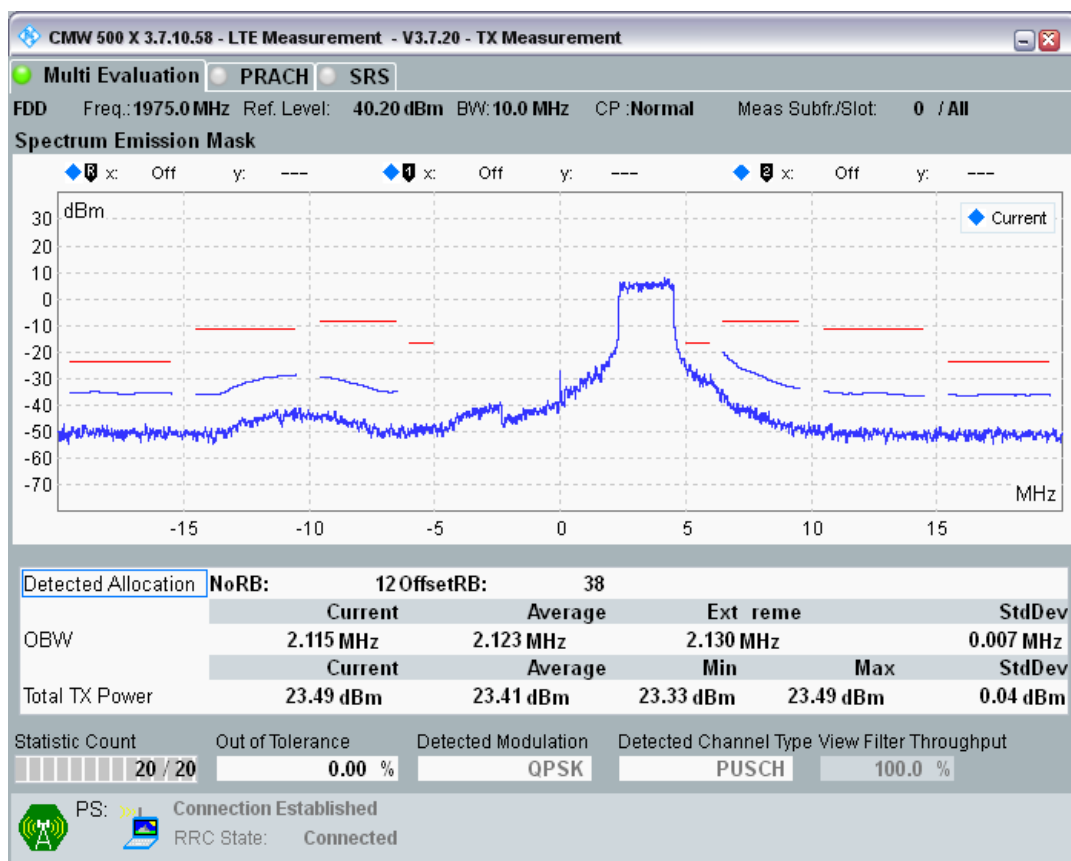 CMW 500 X 3.7.10.58 - LTE Measurement - V3.7.20 - TX Measurement
Multi Evaluation PRACH SRS
FDD Freq.: 1975.0 MHz Ref. Level: 40.20 dBm BW: 10.0 MHz CP :Normal Meas Subfr./Slot: 0 / All
Spectrum Emission Mask
R x: Off y: --- 1 x: Off y: --- 2 x: Off y: ---
dBm
Current
30
20
10
0
-10
-20
-30
-40
-50
-60
-70
MHz
-15 -10 -5 0 5 10 15
Detected Allocation NoRB: 12 OffsetRB: 38
Current Average Ext reme StdDev
OBW 2.115 MHz 2.123 MHz 2.130 MHz 0.007 MHz
Current Average Min Max StdDev
Total TX Power 23.49 dBm 23.41 dBm 23.33 dBm 23.49 dBm 0.04 dBm
Statistic Count Out of Tolerance Detected Modulation Detected Channel Type View Filter Throughput
20 / 20 0.00 % QPSK PUSCH 100.0 %
PS: Connection Established
RRC State: Connected